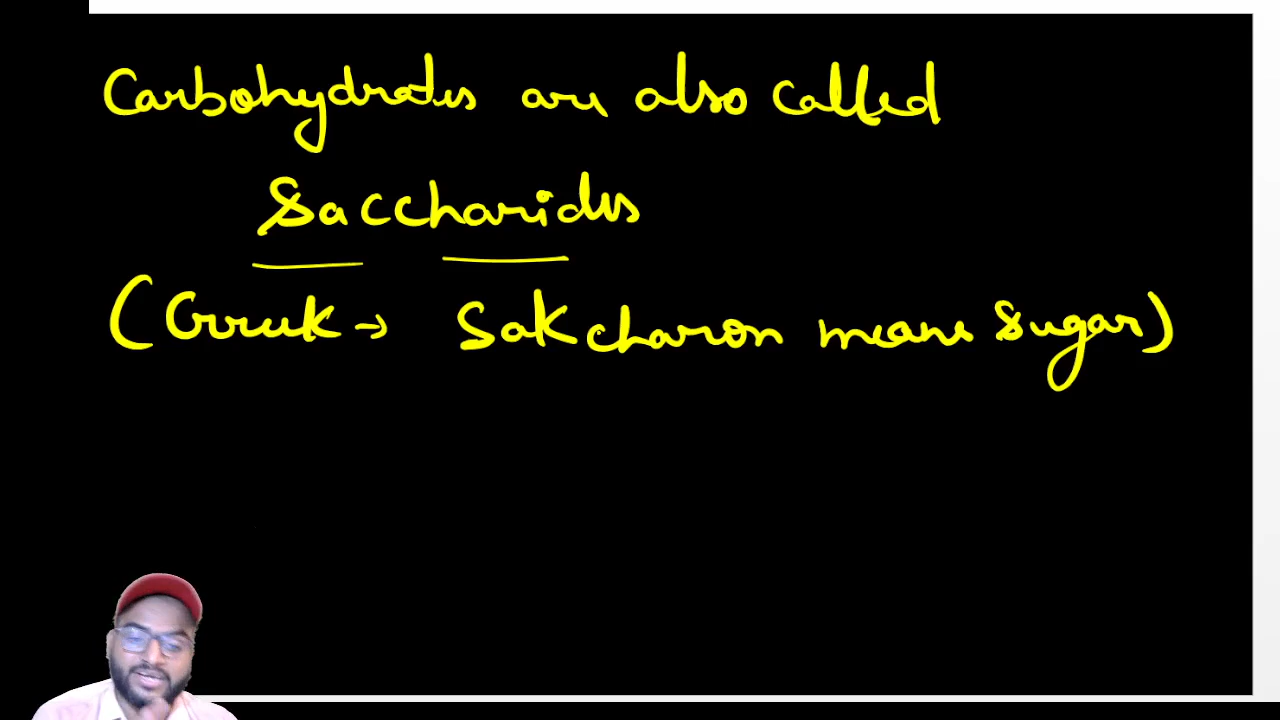 Carbohydrates are also called
Saccharides
(Greek → Sakcharon means sugar)